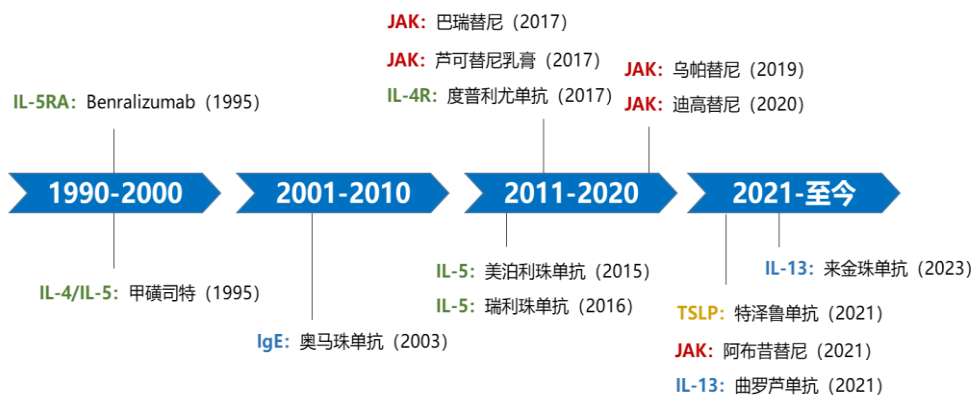 JAK：巴瑞替尼（2017）
JAK：芦可替尼乳膏（2017）
IL-4R：度普利尤单抗（2017）
JAK：乌帕替尼（2019）
JAK：迪高替尼（2020）
IL-5RA：Benralizumab（1995）
1990-2000
2001-2010
2011-2020
2021-至今
IL-4/IL-5：甲磺司特（1995）
IgE：奥马珠单抗（2003）
IL-5：美泊利珠单抗（2015）
IL-5：瑞利珠单抗（2016）
IL-13：来金珠单抗（2023）
TSLP：特泽鲁单抗（2021）
JAK：阿布昔替尼（2021）
IL-13：曲罗芦单抗（2021）